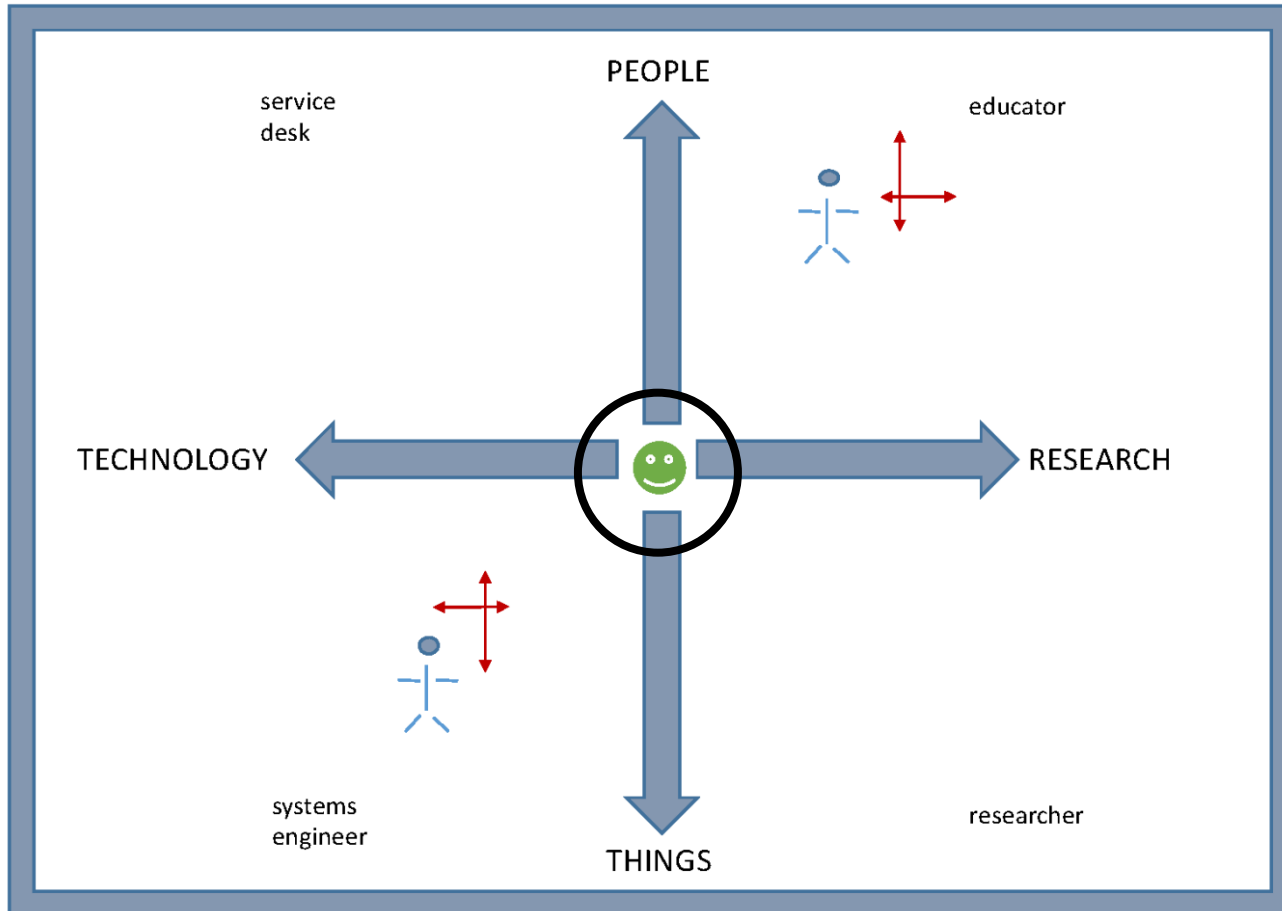 PEOPLE
service
desk
educator
TECHNOLOGY
RESEARCH
systems
engineer
researcher
THINGS